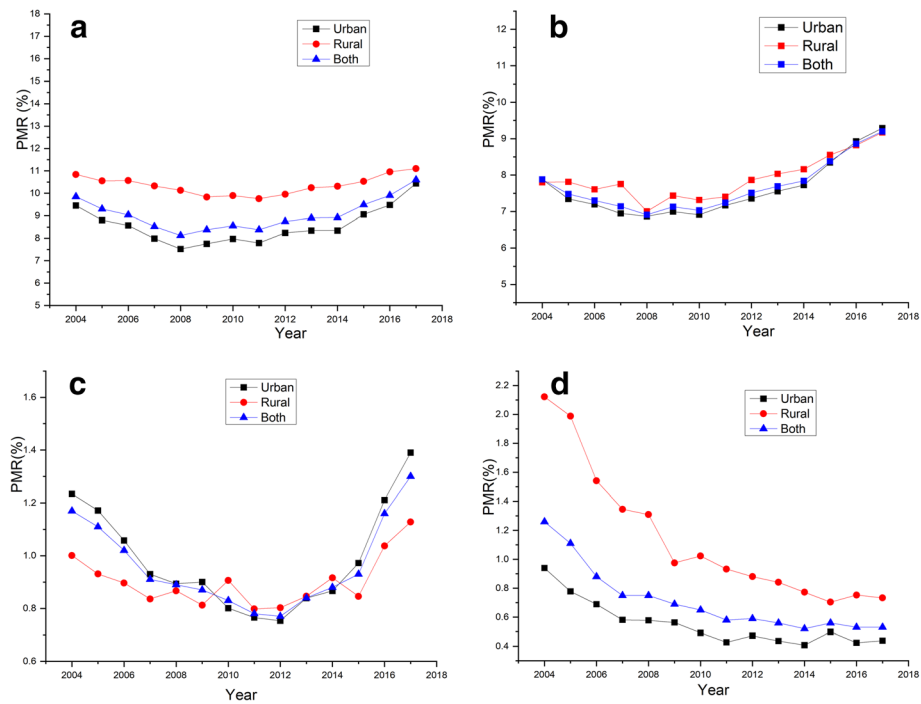 a
Urban
Rural
Both
18
17
16
15
14
13
12
11
10
9
8
7
6
5
PMR (%)
2004 2006 2008 2010 2012 2014 2016 2018
Year
b
Urban
Rural
Both
12
11
10
9
8
7
6
5
PMR(%)
2004 2006 2008 2010 2012 2014 2016 2018
Year
c
Urban
Rural
Both
1.6
1.4
1.2
1.0
0.8
0.6
PMR(%)
2004 2006 2008 2010 2012 2014 2016 2018
Year
d
Urban
Rural
Both
2.2
2.0
1.8
1.6
1.4
1.2
1.0
0.8
0.6
0.4
PMR(%)
2004 2006 2008 2010 2012 2014 2016 2018
Year